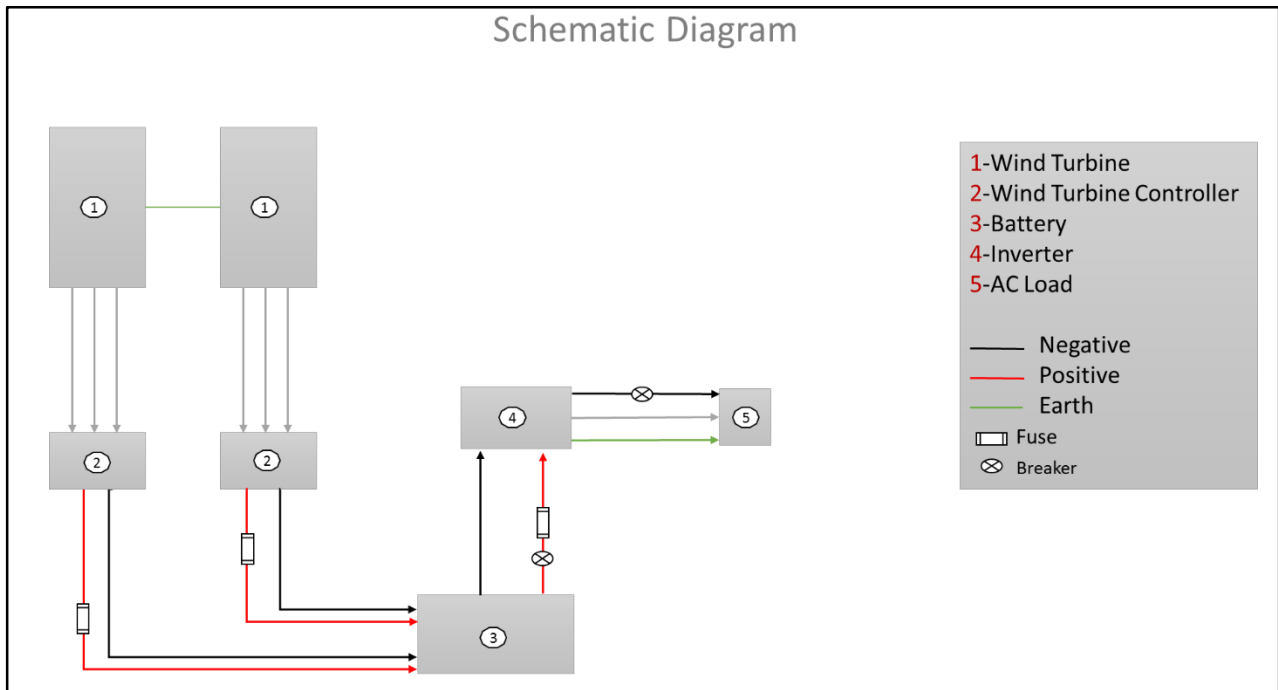 Schematic Diagram
1
1
1-Wind Turbine
2-Wind Turbine Controller
3-Battery
4-Inverter
5-AC Load
Negative
Positive
Earth
Fuse
Breaker
4
5
2
2
3